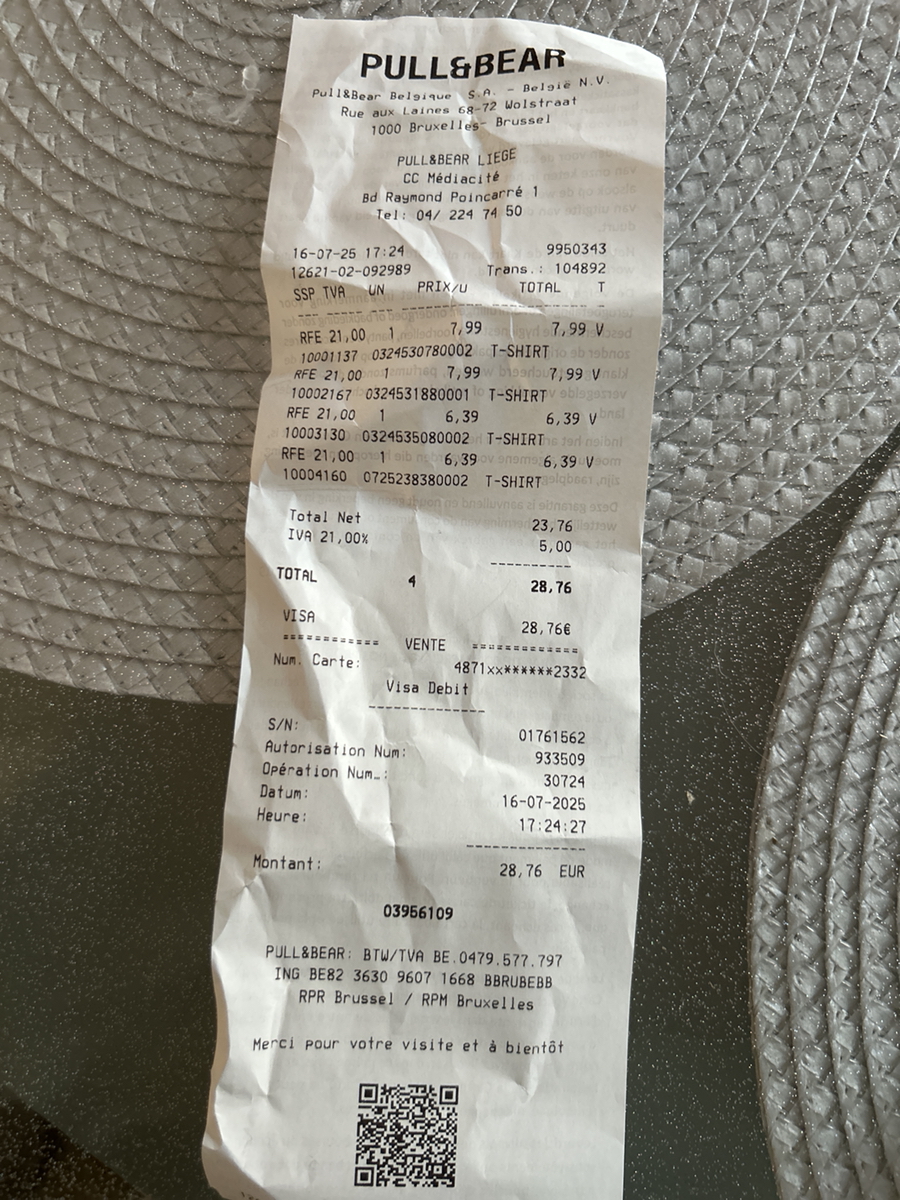 PULL&BEAR
Pull&Bear Belgique S.A. - België N.V.
Rue aux Laines 68-72 Wolstraat
1000 Bruxelles- Brussel
PULL&BEAR LIEGE
CC Médiacité
Bd Raymond Poincarré 1
Tel: 04/ 224 74 50
16-07-25 17:24 9950343
12621-02-092989 Trans.: 104892
SSP TVA UN PRIX/U TOTAL T
RFE 21,00 1 7,99 7,99 V
10001137 0324530780002 T-SHIRT
RFE 21,00 1 7,99 7,99 V
10002167 0324531880001 T-SHIRT
RFE 21,00 1 6,39 6,39 V
10003130 0324535080002 T-SHIRT
RFE 21,00 1 6,39 6,39 V
10004160 0725238380002 T-SHIRT
Total Net 23,76
IVA 21,00% 5,00
TOTAL 4 28,76
VISA 28,76€
=========== VENTE ============
Num. Carte: 4871xx******2332
Visa Debit
S/N: 01761562
Autorisation Num: 933509
Opération Num…: 30724
Datum: 16-07-2025
Heure: 17:24:27
Montant: 28,76 EUR
03956109
PULL&BEAR: BTW/TVA BE.0479.577.797
ING BE82 3630 9607 1668 BBRUBEBB
RPR Brussel / RPM Bruxelles
Merci pour votre visite et à bientôt